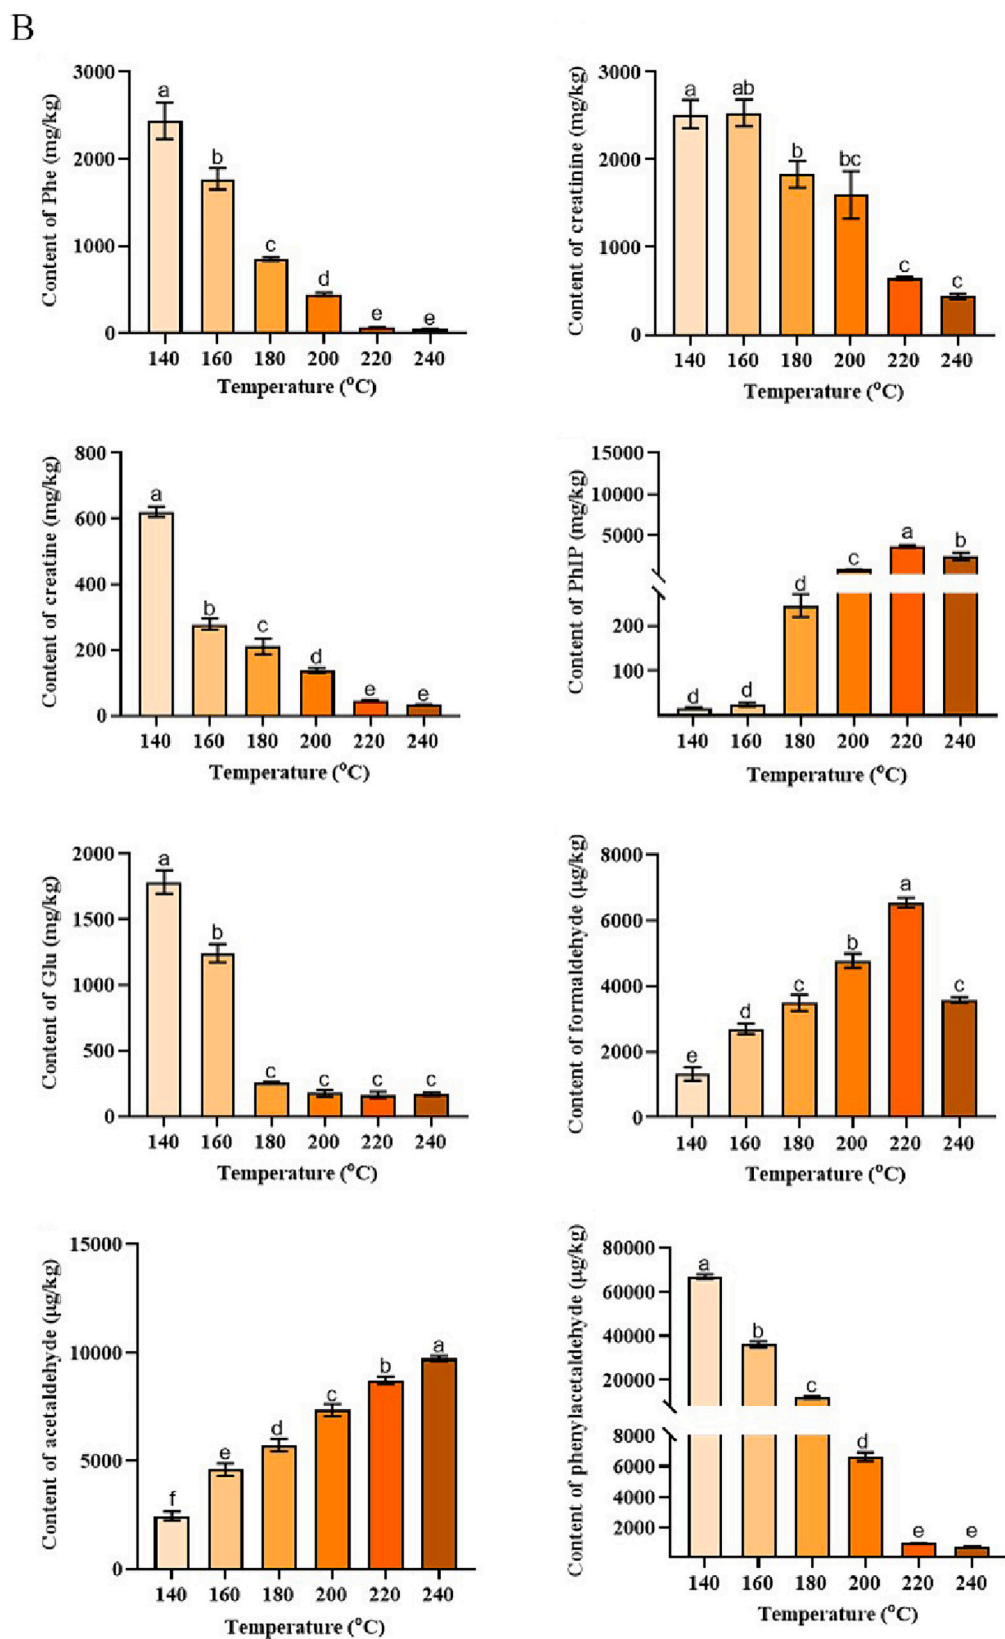 B
Content of Phe (mg/kg)
3000
2000
1000
0
a
b
c
d
e
e
140 160 180 200 220 240
Temperature (°C)
Content of creatinine (mg/kg)
3000
2000
1000
0
a
ab
b
bc
c
c
140 160 180 200 220 240
Temperature (°C)
Content of creatine (mg/kg)
800
600
400
200
0
a
b
c
d
e
e
140 160 180 200 220 240
Temperature (°C)
Content of PhIP (mg/kg)
15000
10000
5000
200
100
d
d
d
c
a
b
140 160 180 200 220 240
Temperature (°C)
Content of Glu (mg/kg)
2000
1500
1000
500
0
a
b
c
c
c
c
140 160 180 200 220 240
Temperature (°C)
Content of formaldehyde (µg/kg)
8000
6000
4000
2000
0
e
d
c
b
a
c
140 160 180 200 220 240
Temperature (°C)
Content of acetaldehyde (µg/kg)
15000
10000
5000
0
f
e
d
c
b
a
140 160 180 200 220 240
Temperature (°C)
Content of phenylacetaldehyde (µg/kg)
80000
60000
40000
20000
8000
6000
4000
2000
a
b
c
d
e
e
140 160 180 200 220 240
Temperature (°C)